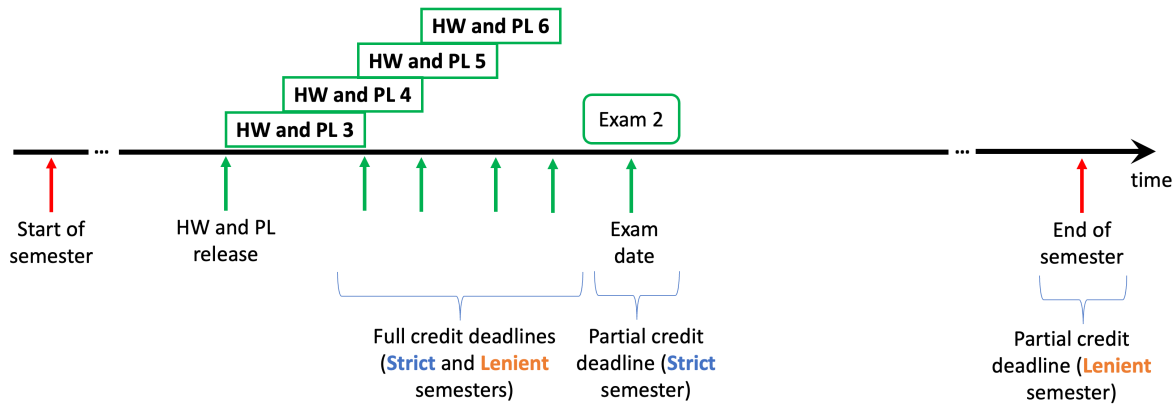 HW and PL 6
HW and PL 5
HW and PL 4
HW and PL 3
Exam 2
...
...
time
Start of
semester
HW and PL
release
Exam
date
End of
semester
Full credit deadlines
(Strict and Lenient
semesters)
Partial credit
deadline (Strict
semester)
Partial credit
deadline (Lenient
semester)